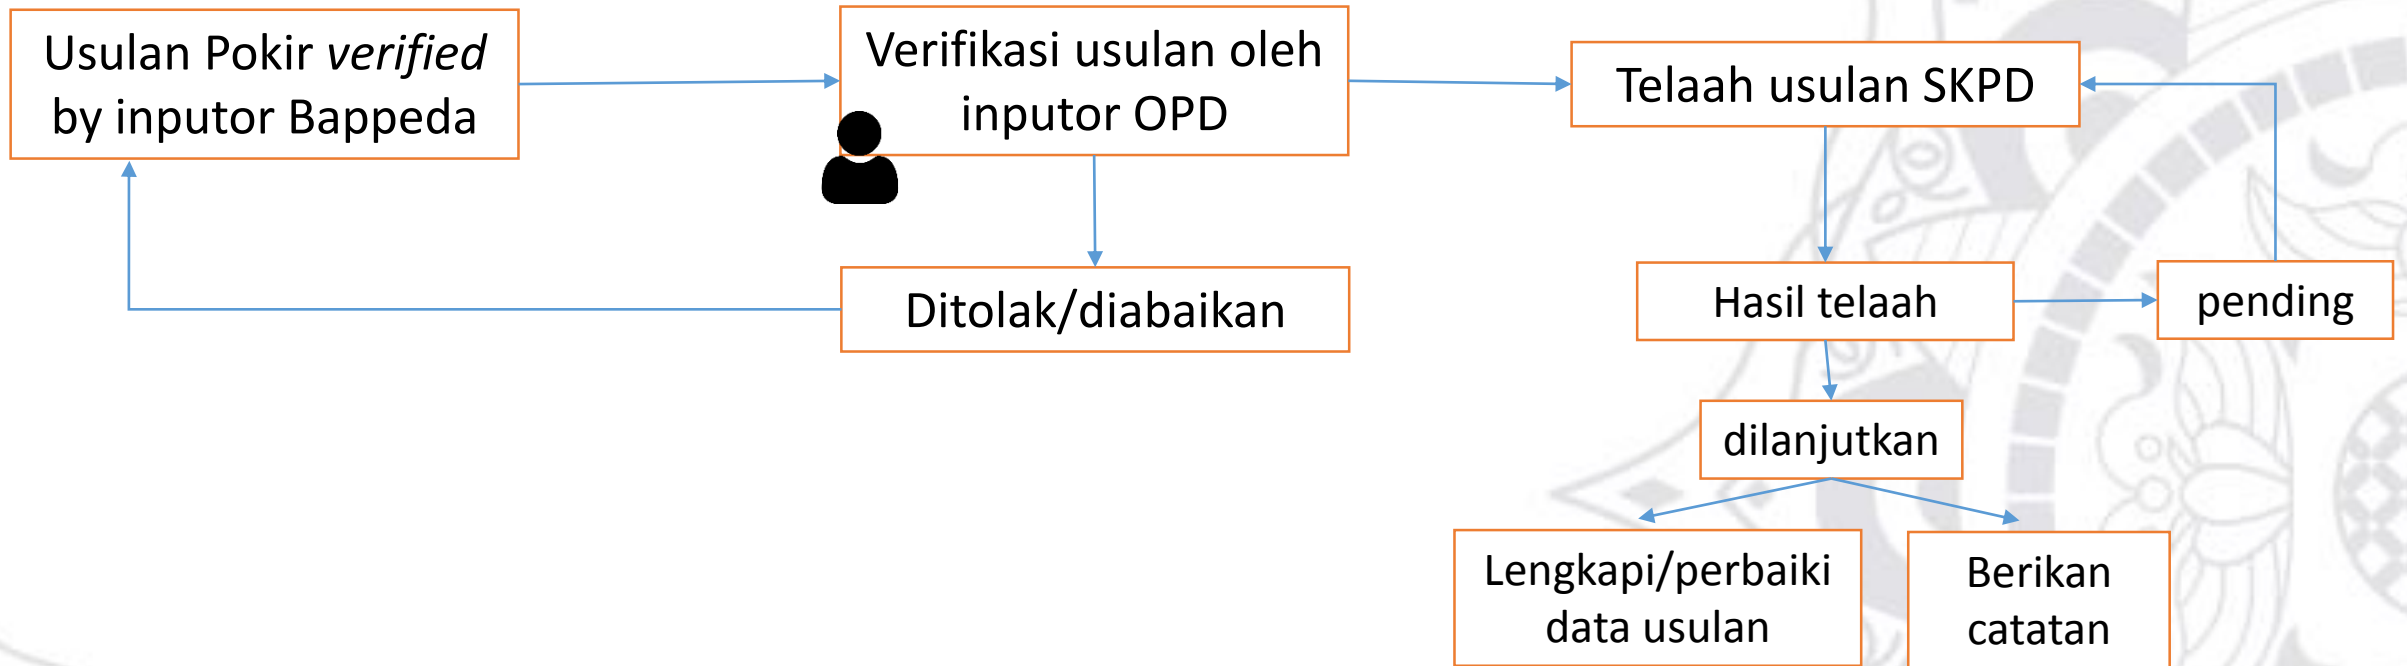 Usulan Pokir verified
by inputor Bappeda
Verifikasi usulan oleh
inputor OPD
Telaah usulan SKPD
Ditolak/diabaikan
Hasil telaah
pending
dilanjutkan
Lengkapi/perbaiki
data usulan
Berikan
catatan